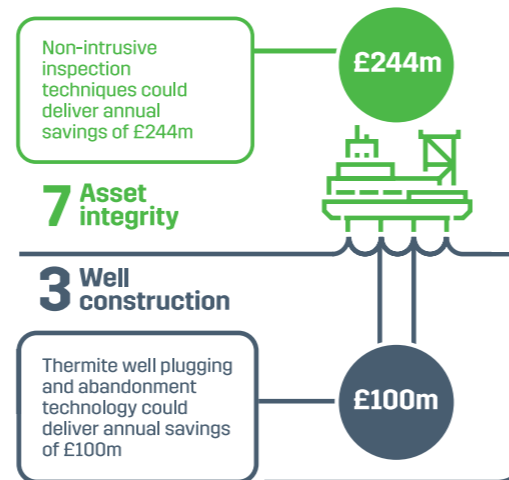 Non-intrusive
inspection
techniques could
deliver annual
savings of £244m
£244m
7 Asset
integrity
3 Well
construction
Thermite well plugging
and abandonment
technology could
deliver annual savings
of £100m
£100m